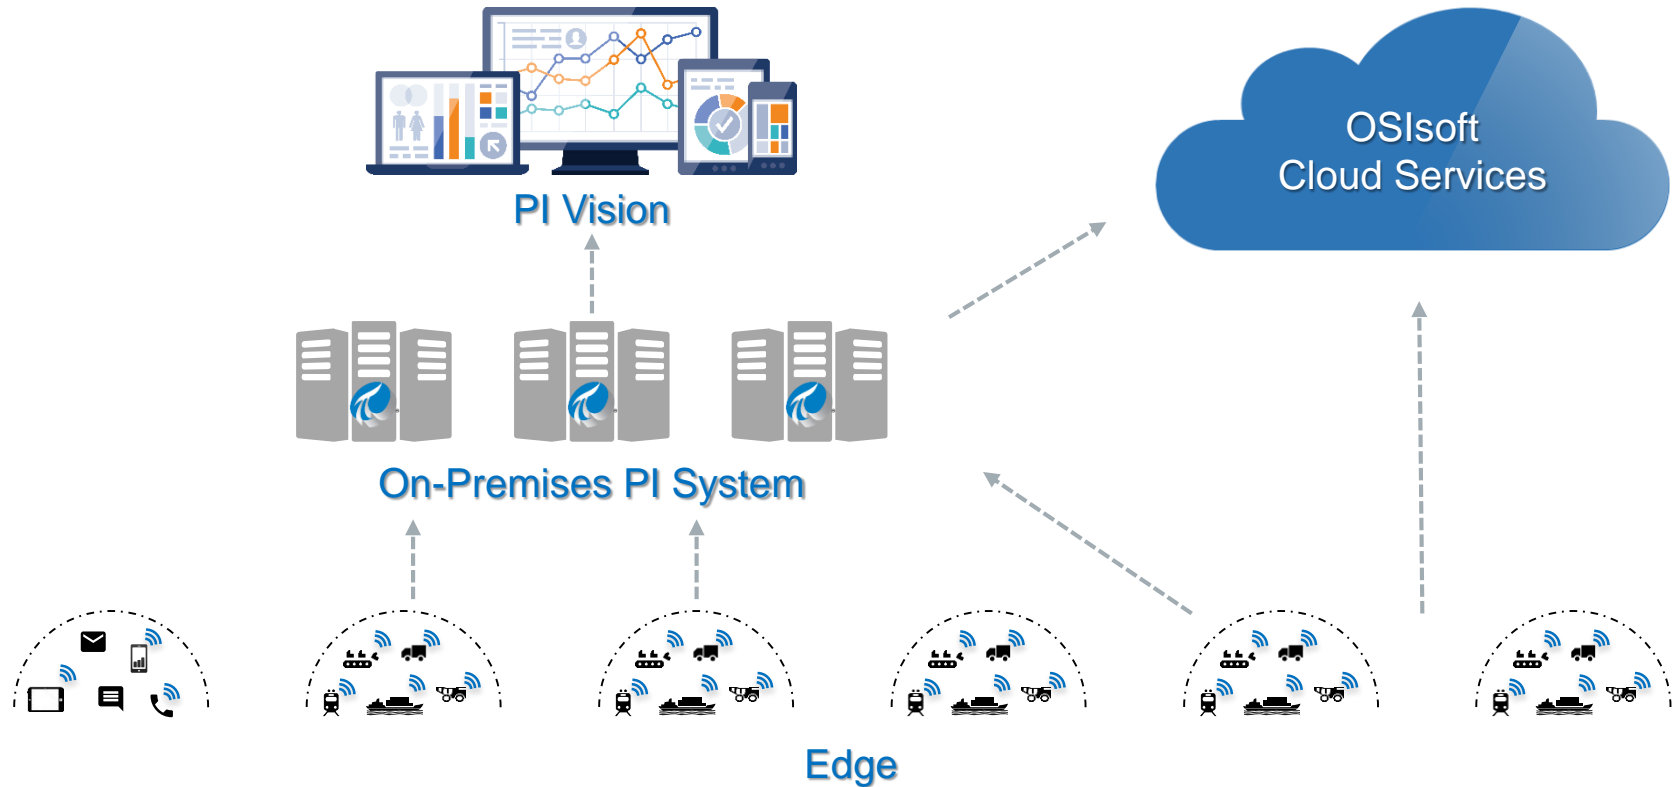 PI Vision
OSIsoft
Cloud Services
On-Premises PI System
Edge